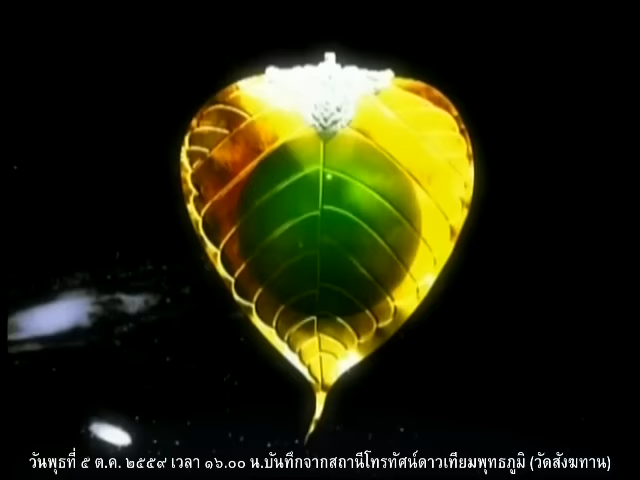 วันพุธที่ ๕ ต.ค. ๒๕๕๙ เวลา ๑๖.๐๐ น.บันทึกจากสถานีโทรทัศน์ดาวเทียมพุทธภูมิ (วัดสังฆทาน)